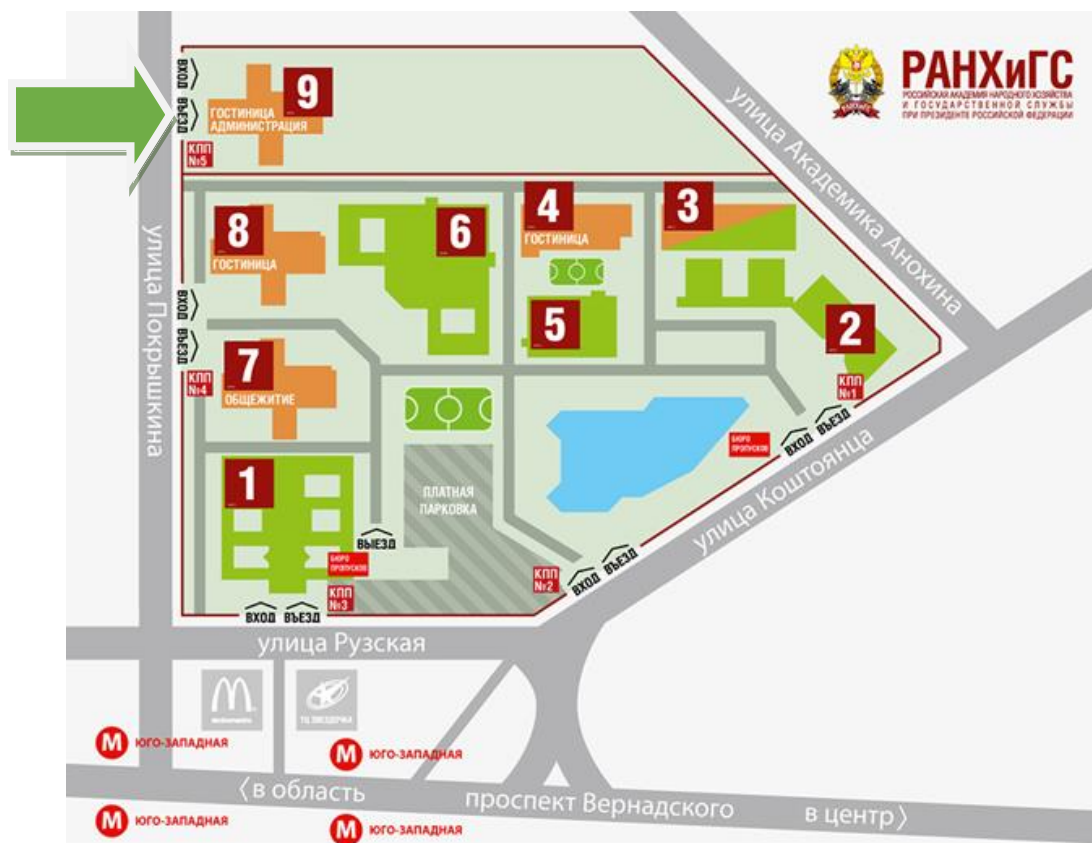 РАНХиГС
РОССИЙСКАЯ АКАДЕМИЯ НАРОДНОГО ХОЗЯЙСТВА
И ГОСУДАРСТВЕННОЙ СЛУЖБЫ
ПРИ ПРЕЗИДЕНТЕ РОССИЙСКОЙ ФЕДЕРАЦИИ
РАНХиГС
улица Академика Анохина
ВХОД
ВЪЕЗД
9
ГОСТИНИЦА
АДМИНИСТРАЦИЯ
КПП
№5
8
ГОСТИНИЦА
6
4
ГОСТИНИЦА
3
5
2
КПП
№1
улица Покрышкина
ВХОД
ВЪЕЗД
КПП
№4
7
ОБЩЕЖИТИЕ
БЮРО
ПРОПУСКОВ
ВХОД
ВЪЕЗД
улица Коштоянца
1
ПЛАТНАЯ
ПАРКОВКА
ВЫЕЗД
БЮРО
ПРОПУСКОВ
КПП
№3
КПП
№2
ВХОД
ВЪЕЗД
ВХОД
ВЪЕЗД
улица Рузская
ТЦ ЗВЕЗДОЧКА
М ЮГО-ЗАПАДНАЯ
М ЮГО-ЗАПАДНАЯ
в область
проспект Вернадского
в центр
М ЮГО-ЗАПАДНАЯ
М ЮГО-ЗАПАДНАЯ